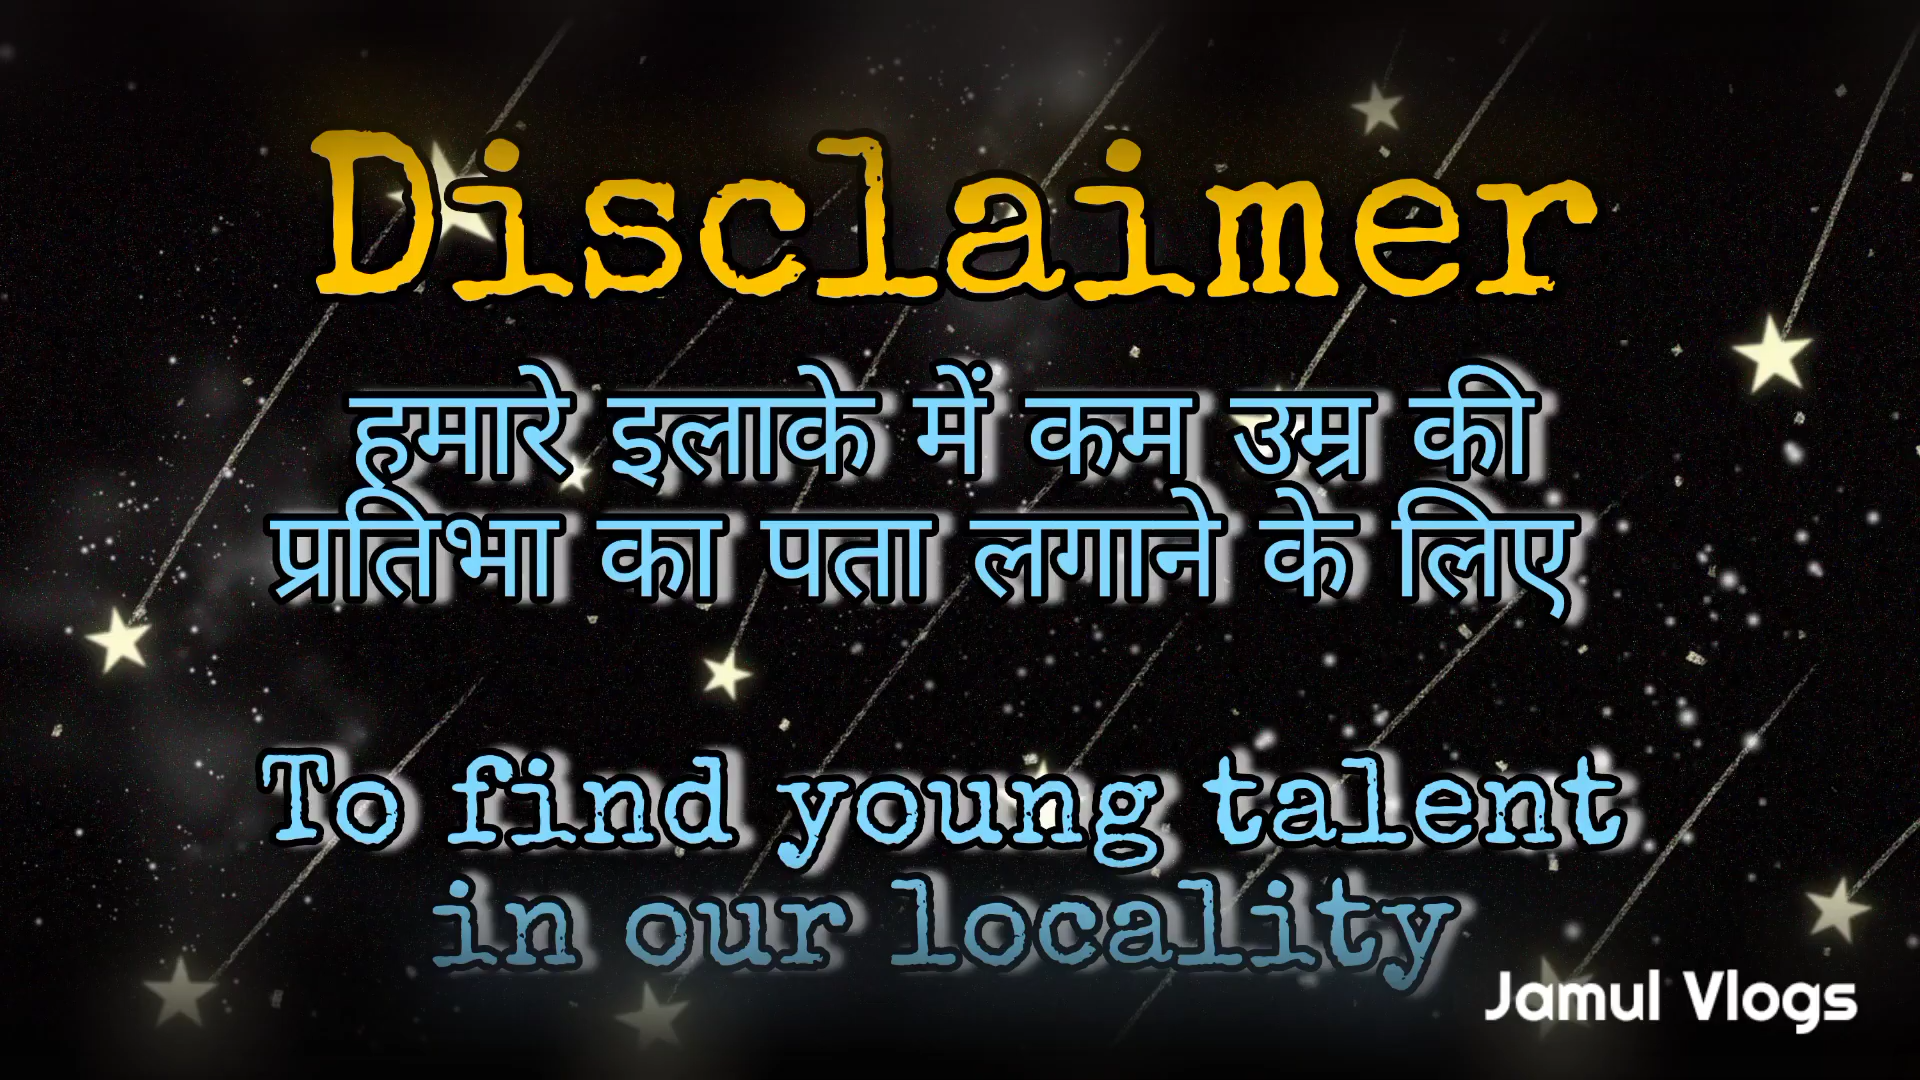 Disclaimer
हमारे इलाके में कम उम्र की
प्रतिभा का पता लगाने के लिए
To find young talent
in our locality
Jamul Vlogs